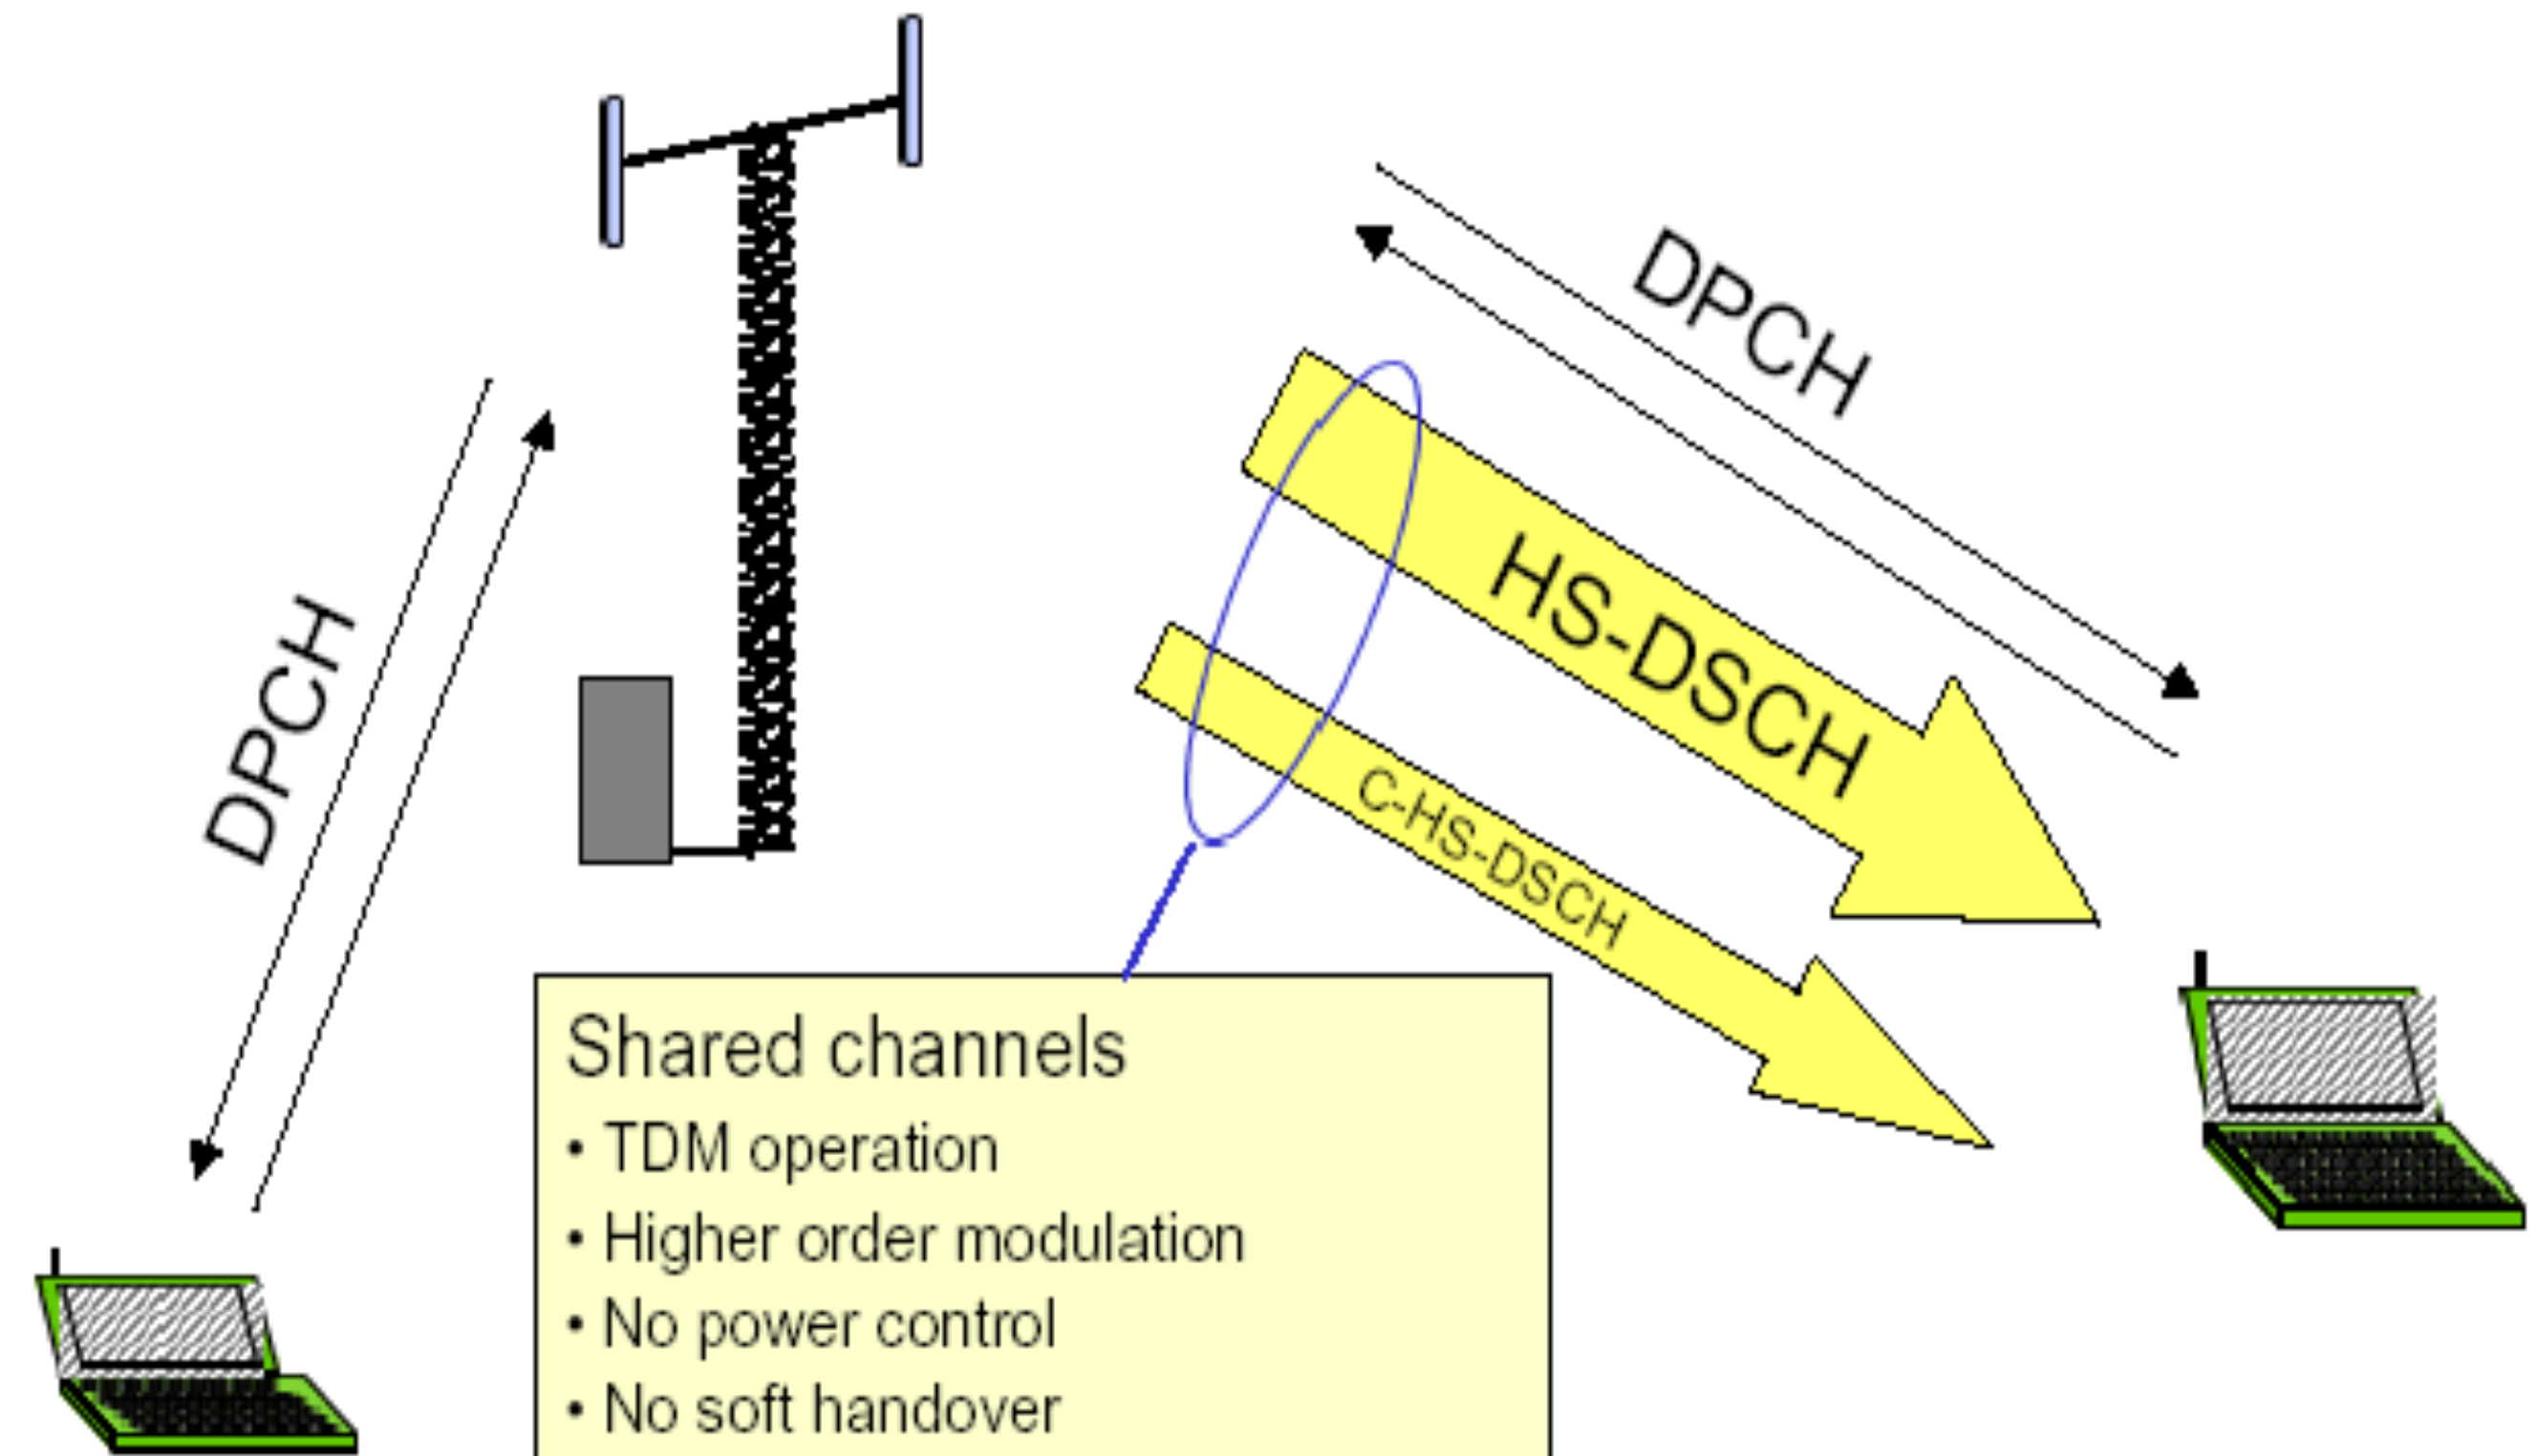 DPCH
DPCH
HS-DSCH
C-HS-DSCH
Shared channels
• TDM operation
• Higher order modulation
• No power control
• No soft handover